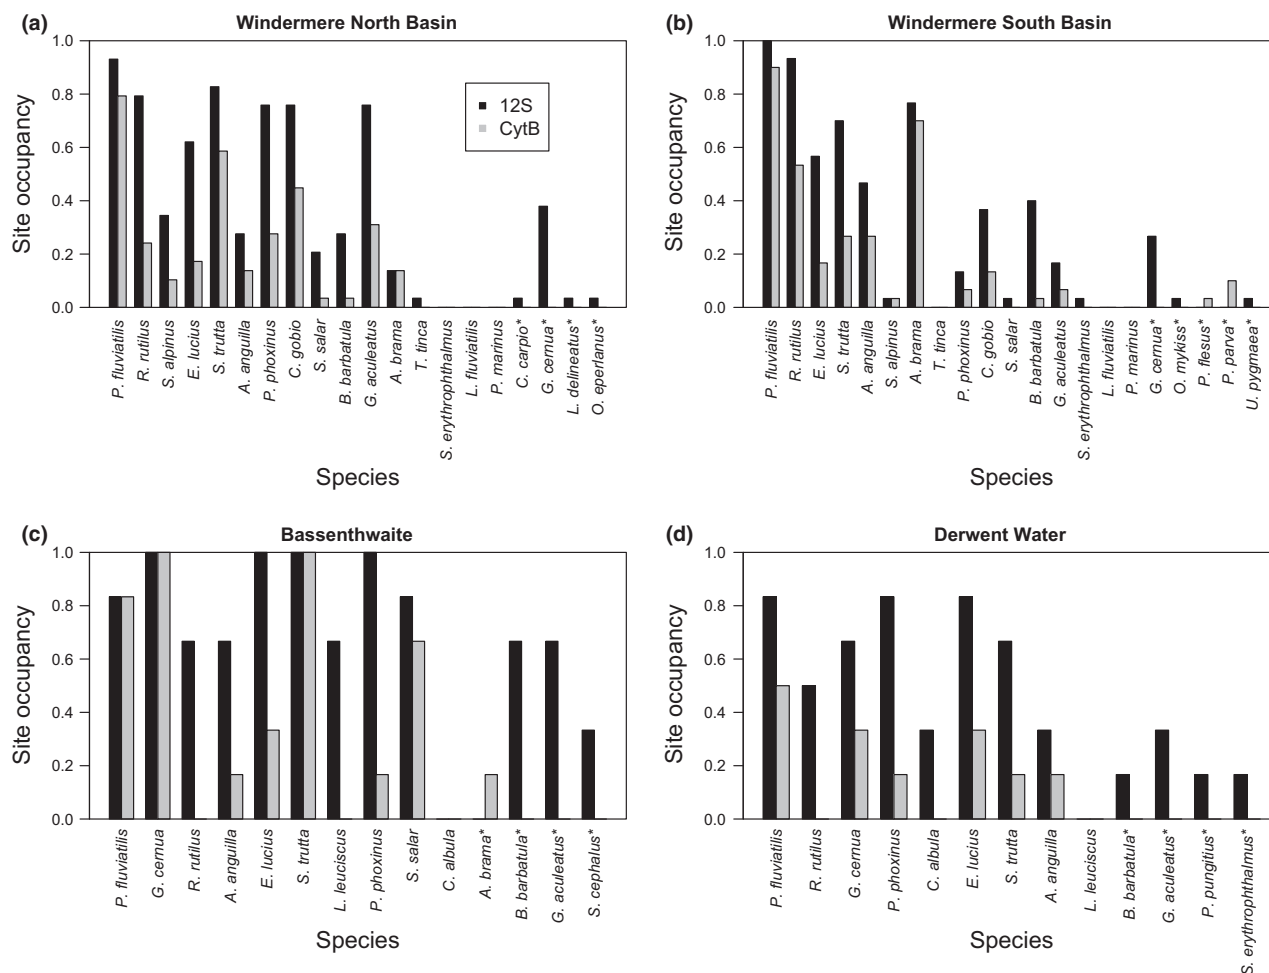 (a)
Windermere North Basin
Site occupancy
1.0
0.8
0.6
0.4
0.2
0.0
12S
CytB
P. fluviatilis
R. rutilus
S. alpinus
E. lucius
S. trutta
A. anguilla
P. phoxinus
C. gobio
S. salar
B. barbatula
G. aculeatus
A. brama
T. tinca
S. erythrophthalmus
L. fluviatilis
P. marinus
C. carpio*
G. cernua*
L. delineatus*
O. eperlanus*
Species
(b)
Windermere South Basin
Site occupancy
1.0
0.8
0.6
0.4
0.2
0.0
P. fluviatilis
R. rutilus
E. lucius
S. trutta
A. anguilla
S. alpinus
A. brama
T. tinca
P. phoxinus
C. gobio
S. salar
B. barbatula
G. aculeatus
S. erythrophthalmus
L. fluviatilis
P. marinus
G. cernua*
O. mykiss*
P. flesus*
P. parva*
U. pygmaea*
Species
(c)
Bassenthwaite
Site occupancy
1.0
0.8
0.6
0.4
0.2
0.0
P. fluviatilis
G. cernua
R. rutilus
A. anguilla
E. lucius
S. trutta
L. leuciscus
P. phoxinus
S. salar
C. albula
A. brama*
B. barbatula*
G. aculeatus*
S. cephalus*
Species
(d)
Derwent Water
Site occupancy
1.0
0.8
0.6
0.4
0.2
0.0
P. fluviatilis
R. rutilus
G. cernua
P. phoxinus
C. albula
E. lucius
S. trutta
A. anguilla
L. leuciscus
B. barbatula*
G. aculeatus*
P. pungitius*
S. erythrophthalmus*
Species